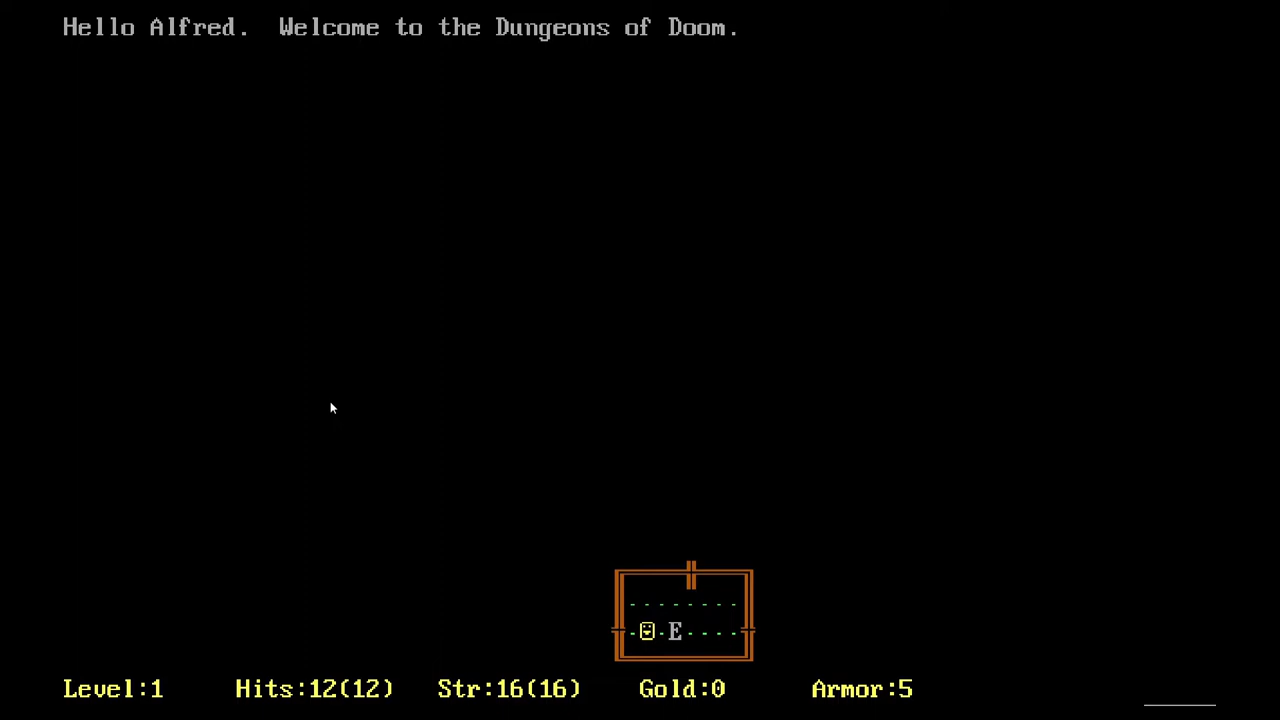 Hello Alfred.  Welcome to the Dungeons of Doom.
E
Level:1     Hits:12(12)   Str:16(16)    Gold:0      Armor:5